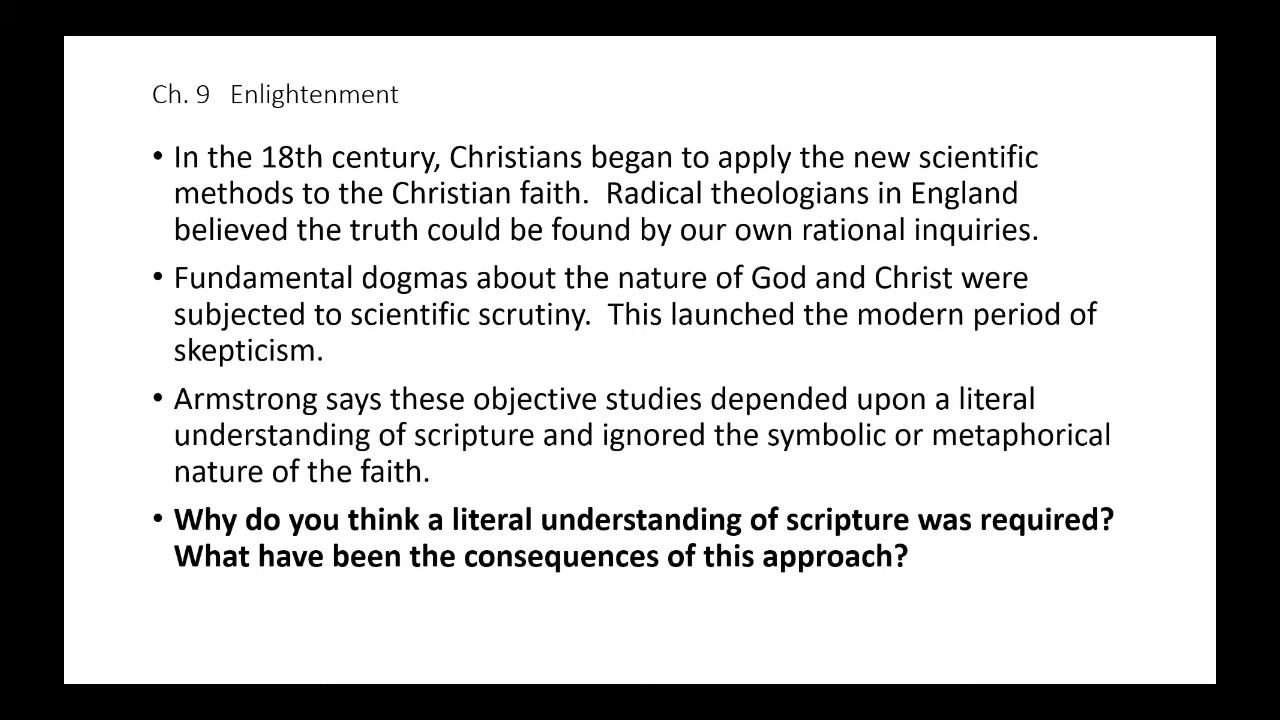 Ch. 9   Enlightenment
• In the 18th century, Christians began to apply the new scientific
methods to the Christian faith.  Radical theologians in England
believed the truth could be found by our own rational inquiries.
• Fundamental dogmas about the nature of God and Christ were
subjected to scientific scrutiny.  This launched the modern period of
skepticism.
• Armstrong says these objective studies depended upon a literal
understanding of scripture and ignored the symbolic or metaphorical
nature of the faith.
• Why do you think a literal understanding of scripture was required?
What have been the consequences of this approach?